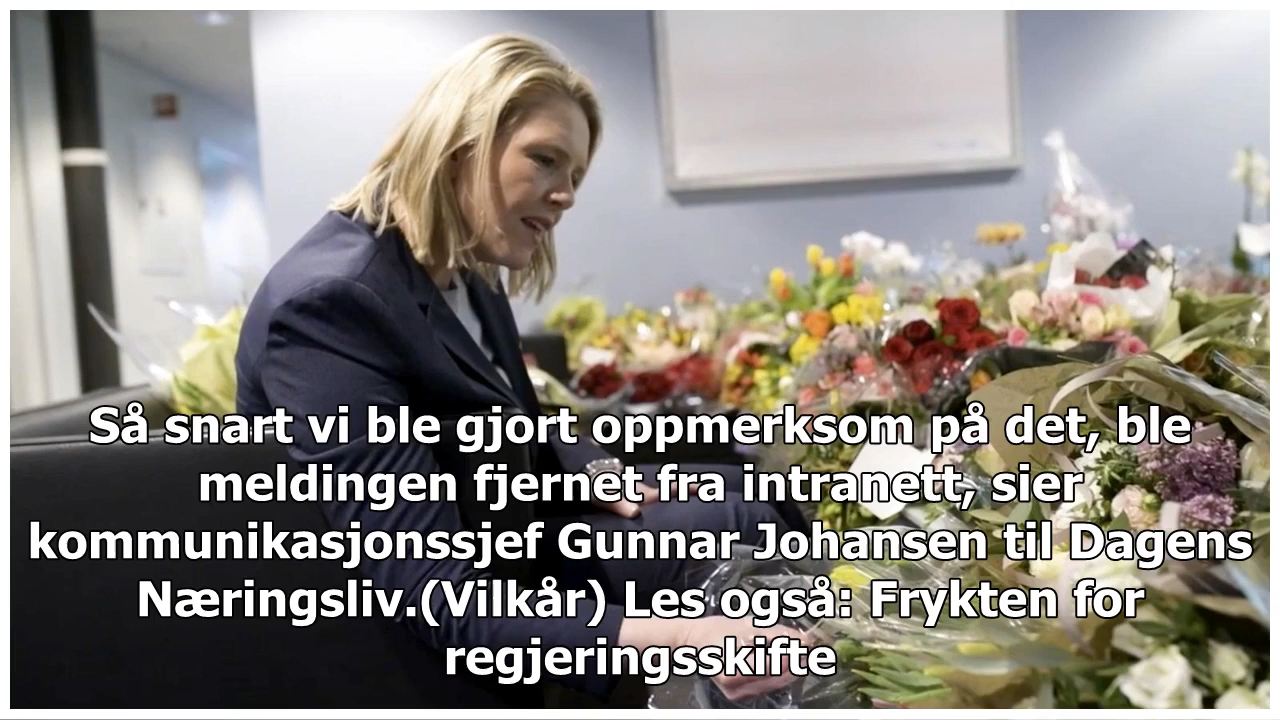 Så snart vi ble gjort oppmerksom på det, ble
meldingen fjernet fra intranett, sier
kommunikasjonssjef Gunnar Johansen til Dagens
Næringsliv.(Vilkår) Les også: Frykten for
regjeringsskifte